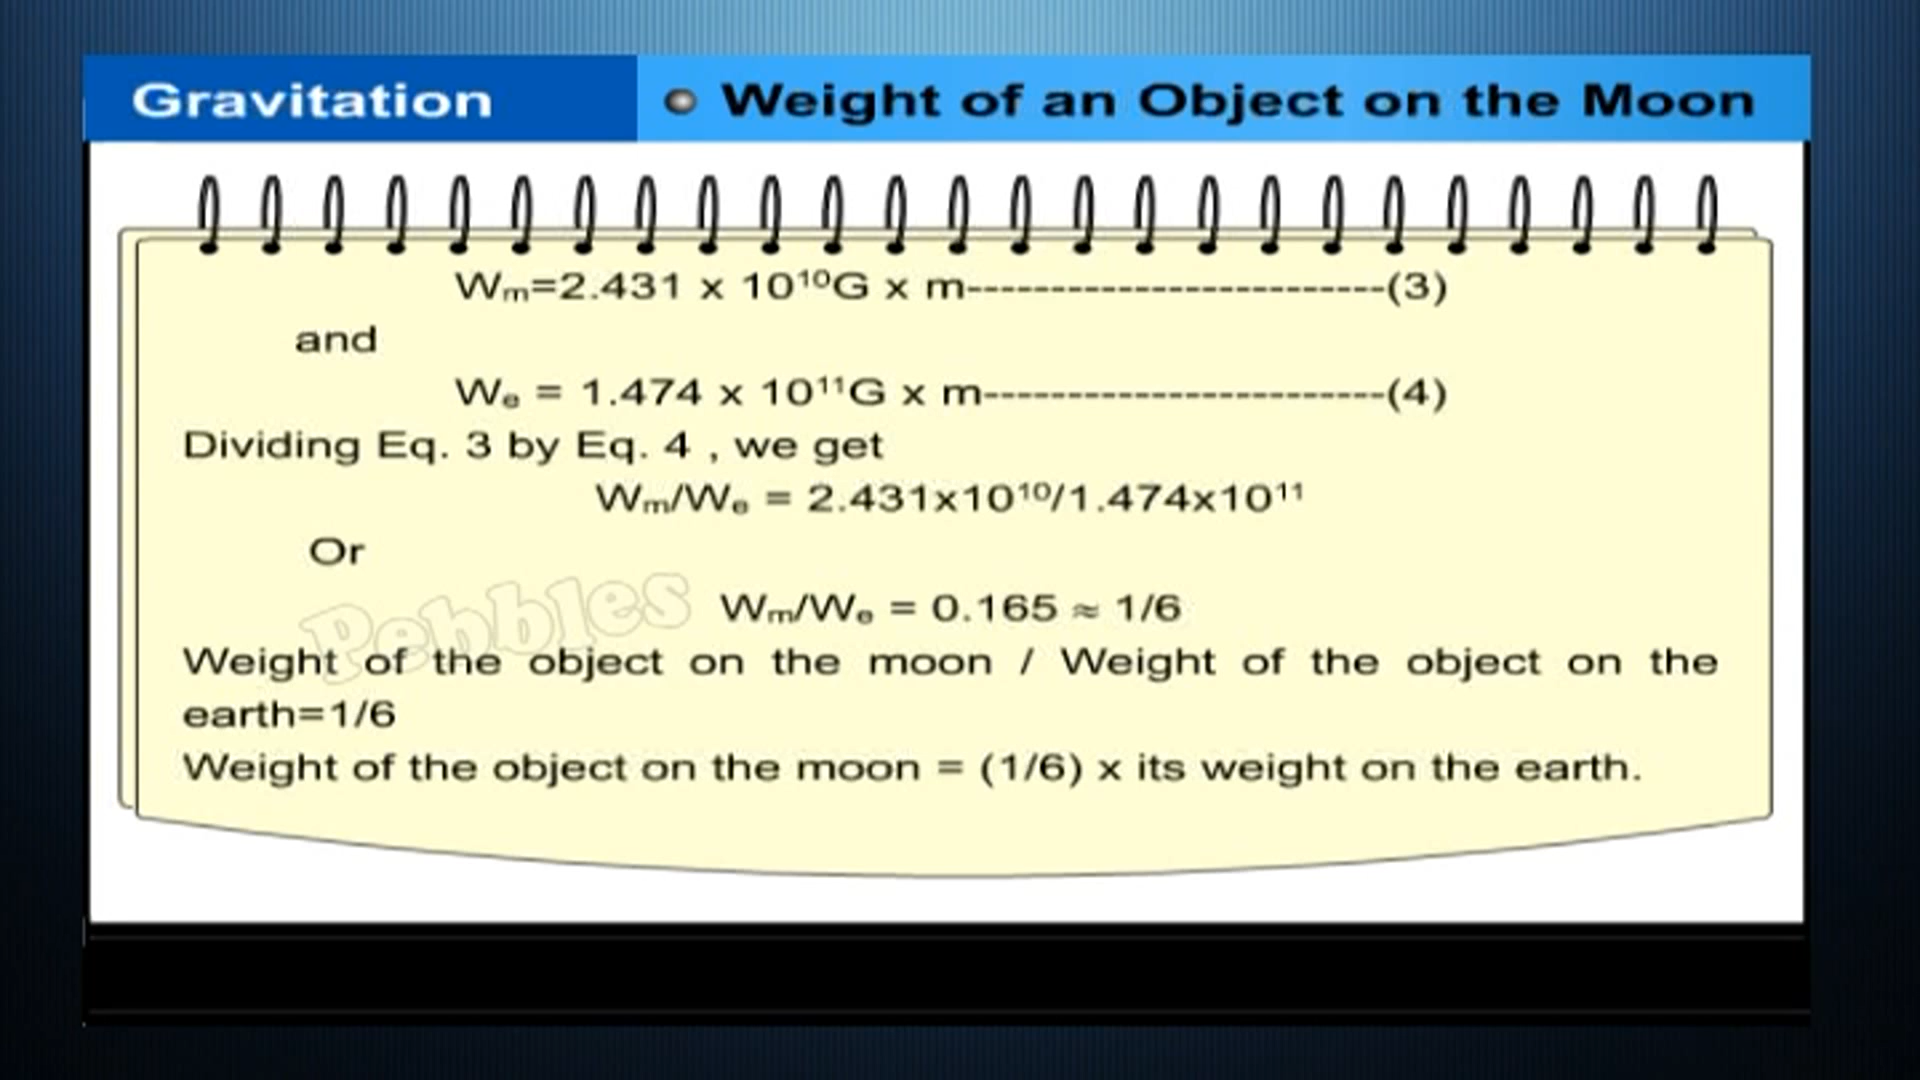 Gravitation
Weight of an Object on the Moon
Wₘ=2.431 x 10¹⁰G x m-------------------------(3)
and
Wₑ = 1.474 x 10¹¹G x m------------------------(4)
Dividing Eq. 3 by Eq. 4 , we get
Wₘ/Wₑ = 2.431x10¹⁰/1.474x10¹¹
Or
Wₘ/Wₑ = 0.165 ≈ 1/6
Pebbles
Weight of the object on the moon / Weight of the object on the
earth=1/6
Weight of the object on the moon = (1/6) x its weight on the earth.